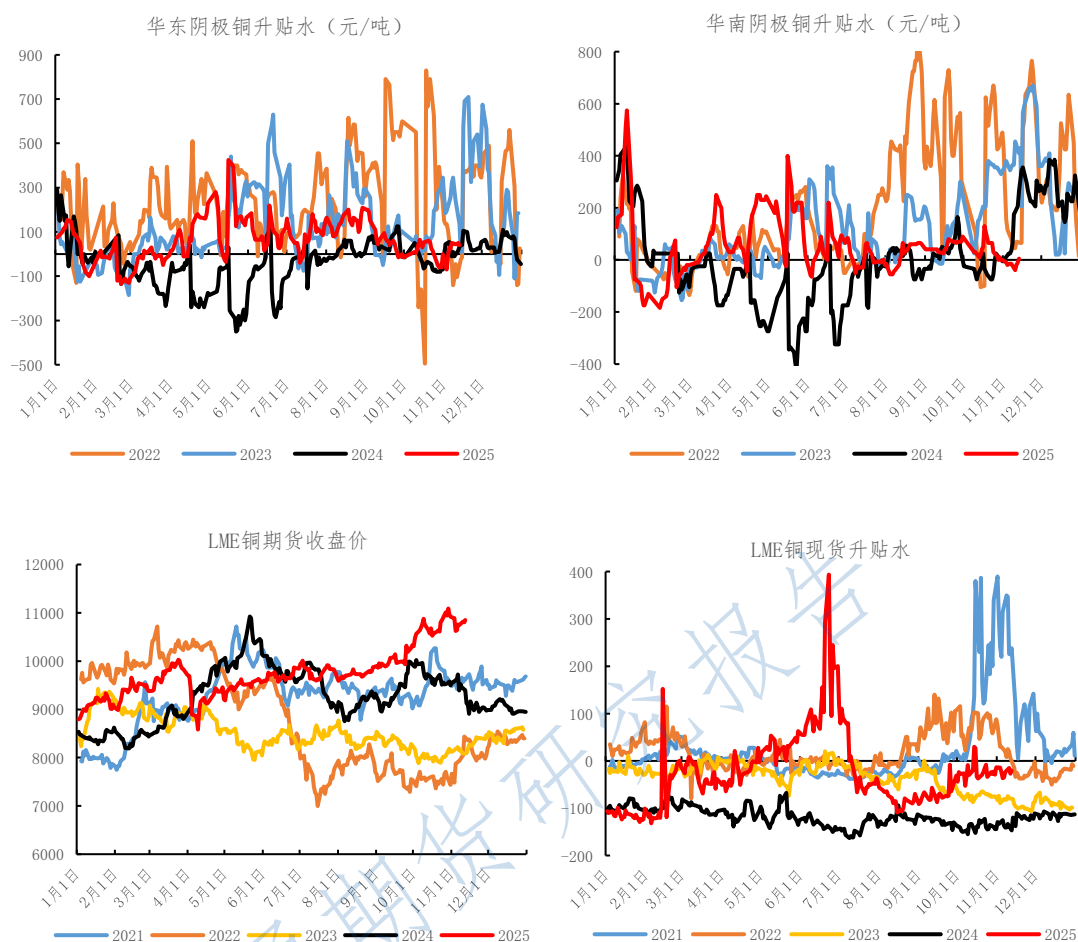 华东阴极铜升贴水（元/吨）
900
700
500
300
100
-100
-300
-500
1月1日
2月1日
3月1日
4月1日
5月1日
6月1日
7月1日
8月1日
9月1日
10月1日
11月1日
12月1日
2022
2023
2024
2025
华南阴极铜升贴水（元/吨）
800
600
400
200
0
-200
-400
1月1日
2月1日
3月1日
4月1日
5月1日
6月1日
7月1日
8月1日
9月1日
10月1日
11月1日
12月1日
2022
2023
2024
2025
LME铜期货收盘价
12000
11000
10000
9000
8000
7000
6000
1月1日
2月1日
3月1日
4月1日
5月1日
6月1日
7月1日
8月1日
9月1日
10月1日
11月1日
12月1日
2021
2022
2023
2024
2025
LME铜现货升贴水
400
300
200
100
0
-100
-200
1月1日
2月1日
3月1日
4月1日
5月1日
6月1日
7月1日
8月1日
9月1日
10月1日
11月1日
12月1日
2021
2022
2023
2024
2025
期货研究报告